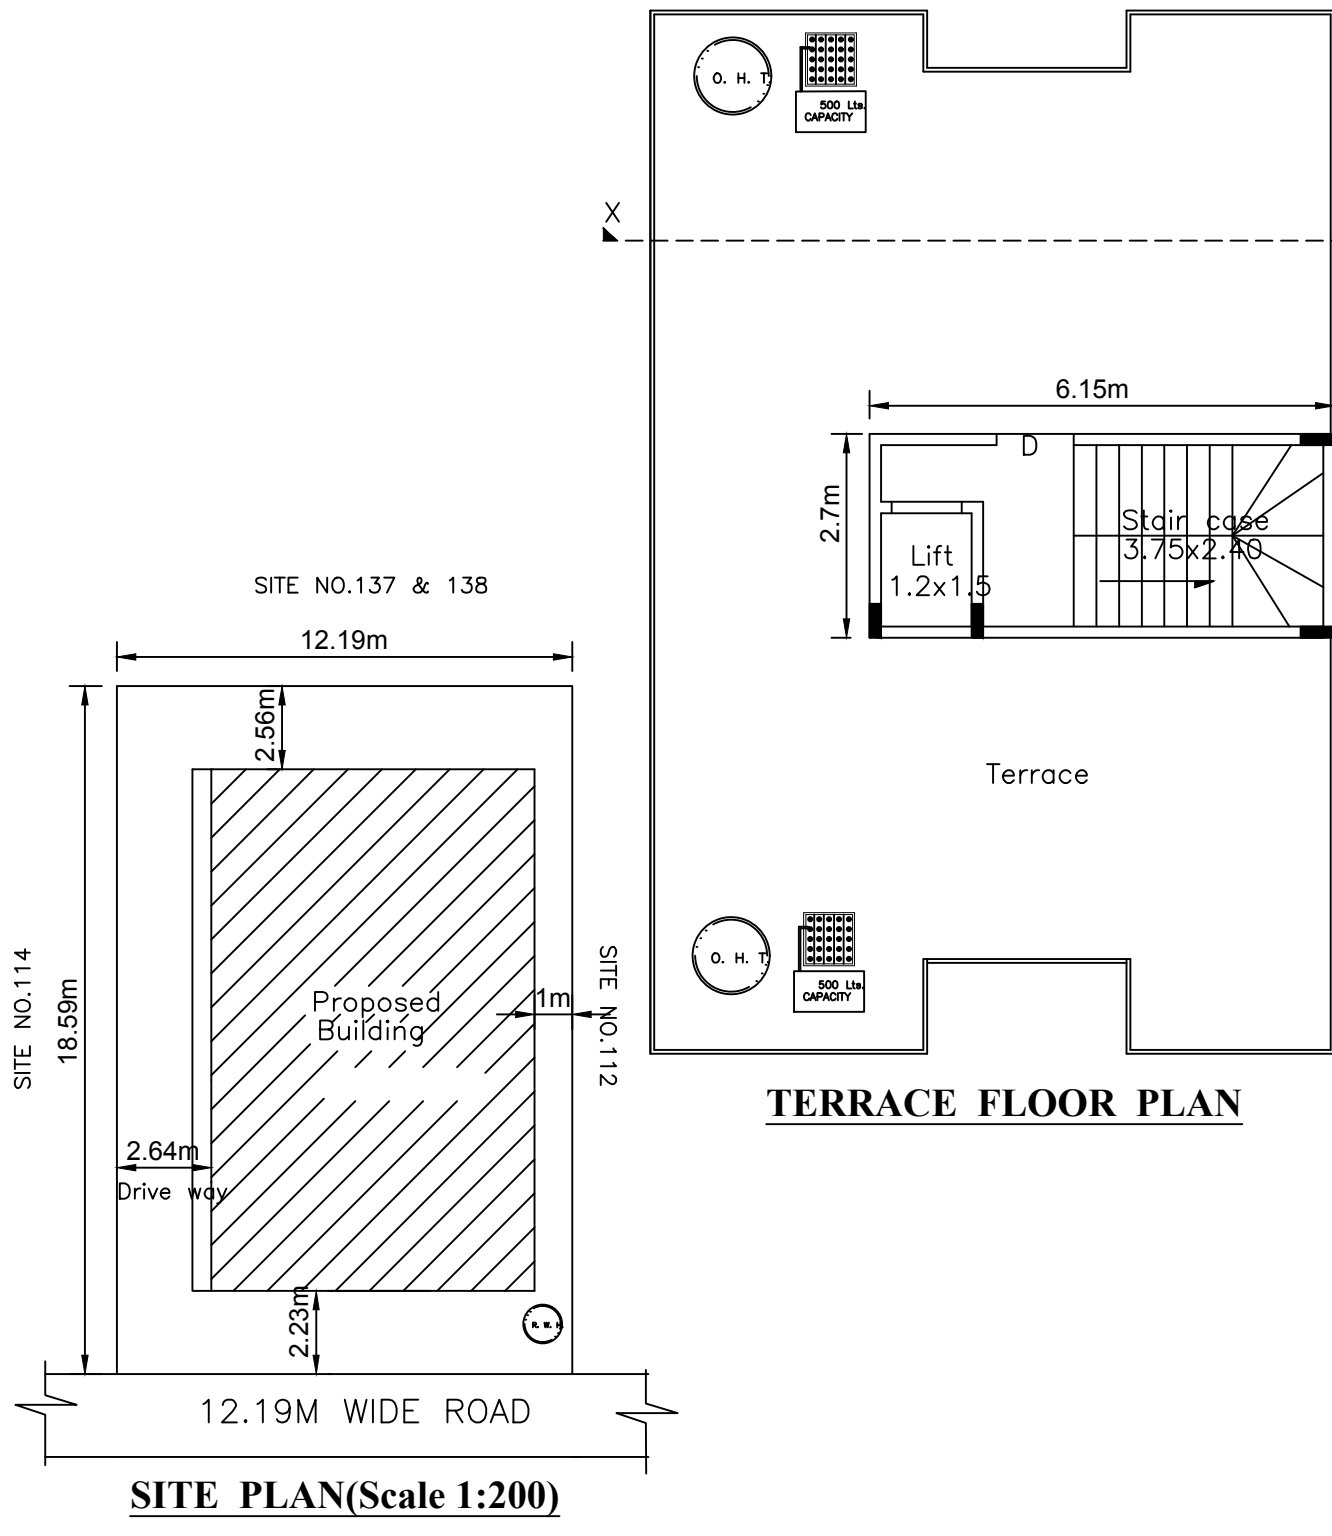 O. H. T.
500 Lts.
CAPACITY
X
6.15m
D
2.7m
Stair case
3.75x2.40
Lift
1.2x1.5
Terrace
O. H. T.
500 Lts.
CAPACITY
TERRACE FLOOR PLAN
SITE NO.137 & 138
12.19m
2.56m
SITE NO.114
18.59m
Proposed
Building
1m
SITE NO.112
2.64m
Drive way
2.23m
R. W. H.
12.19M WIDE ROAD
SITE PLAN(Scale 1:200)